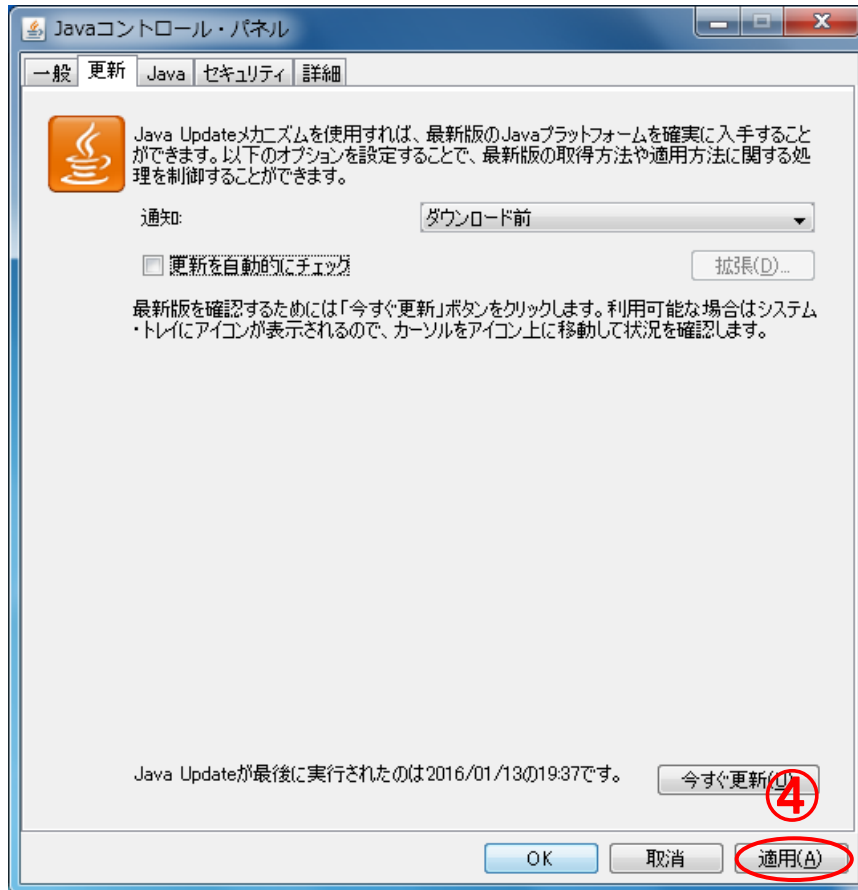 Javaコントロール・パネル
一般 更新 Java セキュリティ 詳細
Java Updateメカニズムを使用すれば、最新版のJavaプラットフォームを確実に入手すること
ができます。以下のオプションを設定することで、最新版の取得方法や適用方法に関する処
理を制御することができます。
通知: ダウンロード前
更新を自動的にチェック 拡張(D)...
最新版を確認するためには「今すぐ更新」ボタンをクリックします。利用可能な場合はシステム
・トレイにアイコンが表示されるので、カーソルをアイコン上に移動して状況を確認します。
Java Updateが最後に実行されたのは2016/01/13の19:37です。 今すぐ更新(U)
④
OK 取消 適用(A)